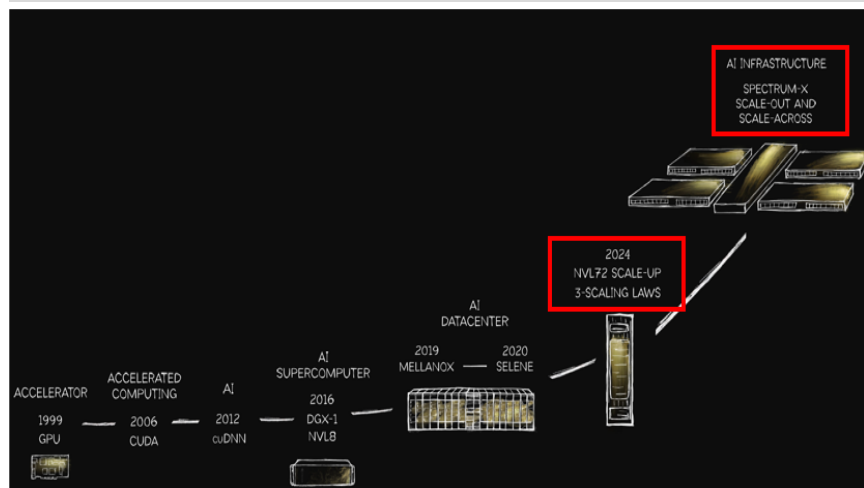 ACCELERATOR
1999
GPU
ACCELERATED
COMPUTING
2006
CUDA
AI
2012
cuDNN
AI
SUPERCOMPUTER
2016
DGX-1
NVL8
AI
DATACENTER
2019
MELLANOX
2020
SELENE
2024
NVL72 SCALE-UP
3-SCALING LAWS
AI INFRASTRUCTURE
SPECTRUM-X
SCALE-OUT AND
SCALE-ACROSS